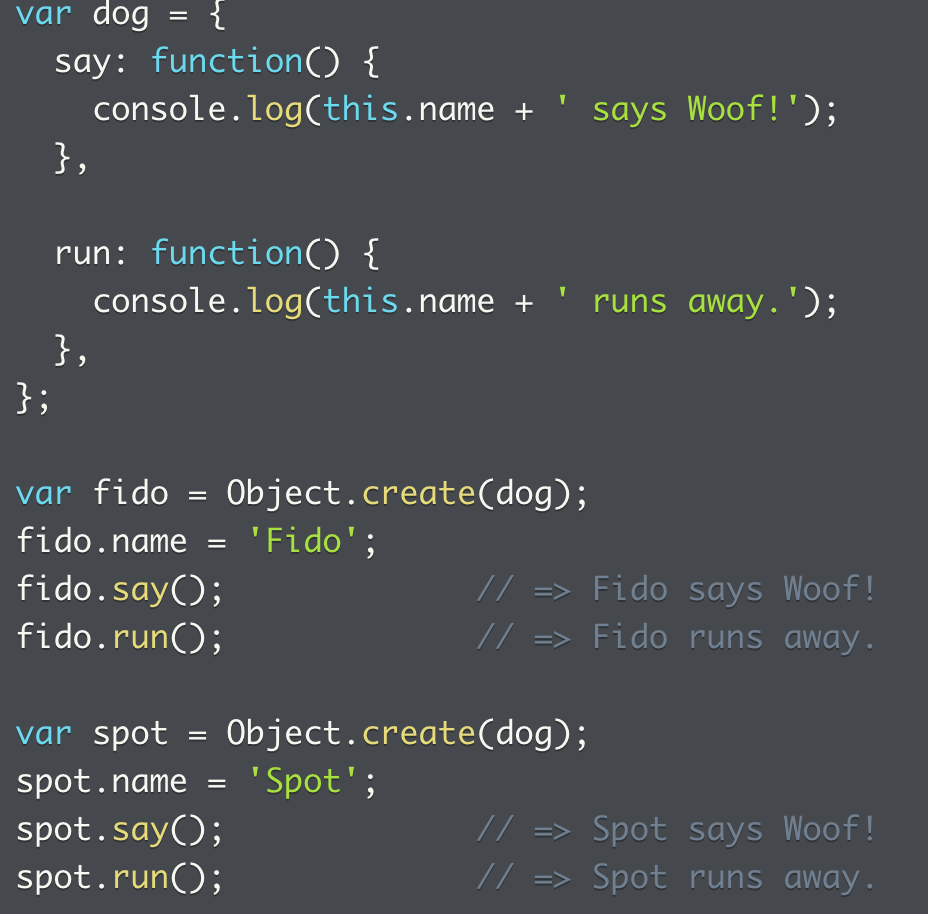 var dog = {
  say: function() {
    console.log(this.name + ' says Woof!');
  },

  run: function() {
    console.log(this.name + ' runs away.');
  },
};

var fido = Object.create(dog);
fido.name = 'Fido';
fido.say();             // => Fido says Woof!
fido.run();             // => Fido runs away.

var spot = Object.create(dog);
spot.name = 'Spot';
spot.say();             // => Spot says Woof!
spot.run();             // => Spot runs away.